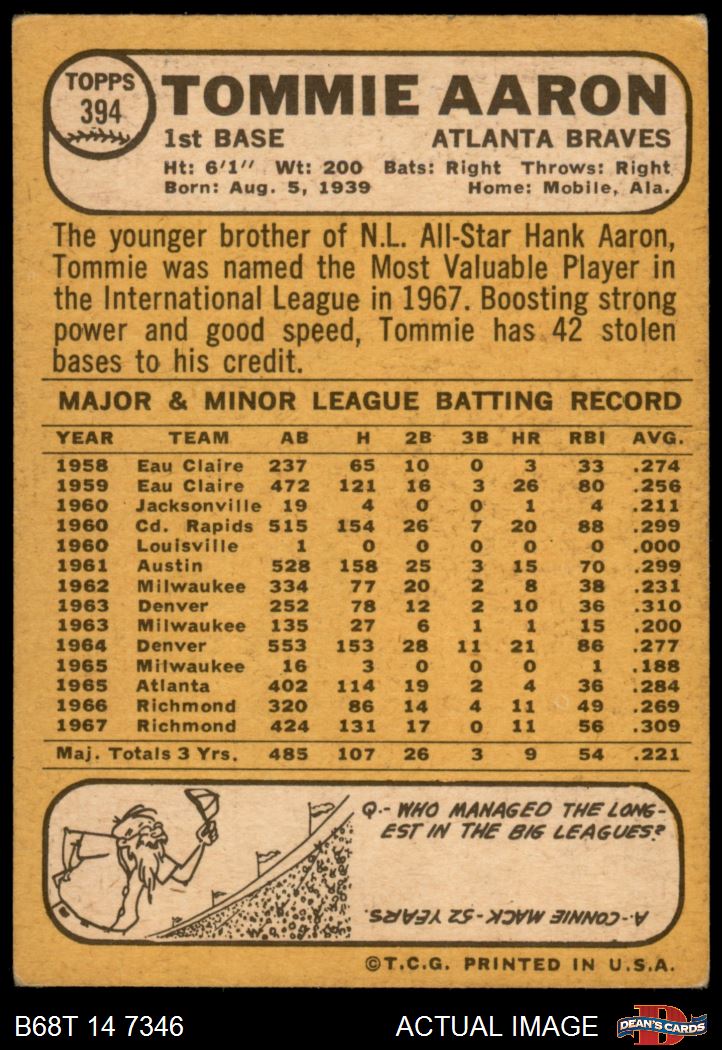 TOPPS
394
TOMMIE AARON
1st BASE ATLANTA BRAVES
Ht: 6'1'' Wt: 200 Bats: Right Throws: Right
Born: Aug. 5, 1939 Home: Mobile, Ala.
The younger brother of N.L. All-Star Hank Aaron,
Tommie was named the Most Valuable Player in
the International League in 1967. Boosting strong
power and good speed, Tommie has 42 stolen
bases to his credit.
MAJOR & MINOR LEAGUE BATTING RECORD
YEAR TEAM AB H 2B 3B HR RBI AVG.
1958 Eau Claire 237 65 10 0 3 33 .274
1959 Eau Claire 472 121 16 3 26 80 .256
1960 Jacksonville 19 4 0 0 1 4 .211
1960 Cd. Rapids 515 154 26 7 20 88 .299
1960 Louisville 1 0 0 0 0 0 .000
1961 Austin 528 158 25 3 15 70 .299
1962 Milwaukee 334 77 20 2 8 38 .231
1963 Denver 252 78 12 2 10 36 .310
1963 Milwaukee 135 27 6 1 1 15 .200
1964 Denver 553 153 28 11 21 86 .277
1965 Milwaukee 16 3 0 0 0 1 .188
1965 Atlanta 402 114 19 2 4 36 .284
1966 Richmond 320 86 14 4 11 49 .269
1967 Richmond 424 131 17 0 11 56 .309
Maj. Totals 3 Yrs. 485 107 26 3 9 54 .221
Q.- WHO MANAGED THE LONG-
EST IN THE BIG LEAGUES?
A.- CONNIE MACK - 52 YEARS.
©T.C.G. PRINTED IN U.S.A.
B68T 14 7346 ACTUAL IMAGE
D
DEAN'S CARDS